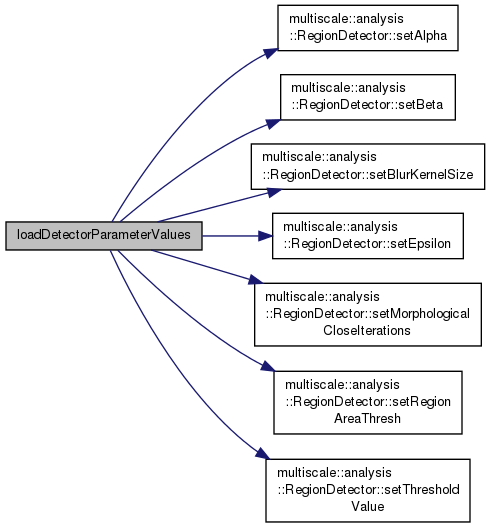 multiscale::analysis
::RegionDetector::setAlpha
multiscale::analysis
::RegionDetector::setBeta
multiscale::analysis
::RegionDetector::setBlurKernelSize
loadDetectorParameterValues
multiscale::analysis
::RegionDetector::setEpsilon
multiscale::analysis
::RegionDetector::setMorphological
CloseIterations
multiscale::analysis
::RegionDetector::setRegion
AreaThresh
multiscale::analysis
::RegionDetector::setThreshold
Value